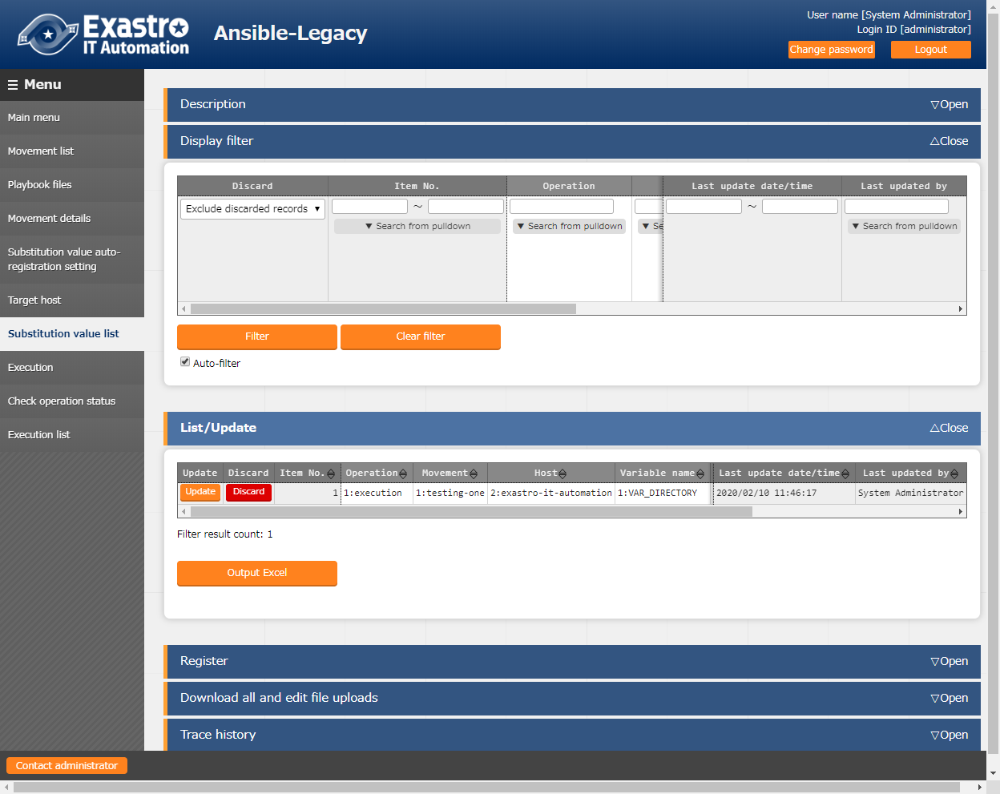 Exastro
IT Automation
Ansible-Legacy
User name [System Administrator]
Login ID [administrator]
Change password
Logout
Menu
Main menu
Movement list
Playbook files
Movement details
Substitution value auto-
registration setting
Target host
Substitution value list
Execution
Check operation status
Execution list
Contact administrator
Description ▽Open
Display filter △Close
Discard Item No. Operation Last update date/time Last updated by
Exclude discarded records ▼ ~ ~
▼ Search from pulldown ▼ Search from pulldown ▼ Se ▼ Search from pulldown
Filter Clear filter
Auto-filter
List/Update △Close
Update Discard Item No. Operation Movement Host Variable name Last update date/time Last updated by
Update Discard 1 1:execution 1:testing-one 2:exastro-it-automation 1:VAR_DIRECTORY 2020/02/10 11:46:17 System Administrator
Filter result count: 1
Output Excel
Register ▽Open
Download all and edit file uploads ▽Open
Trace history ▽Open